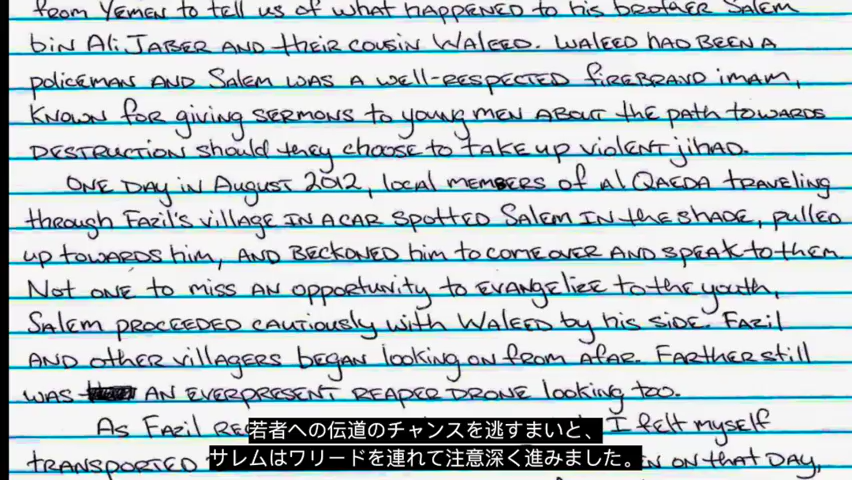 from Yemen to tell us of what happened to his brother Salem
bin Ali Jaber and their cousin Waleed. Waleed had been a
policeman and Salem was a well-respected firebrand imam,
known for giving sermons to young men about the path towards
destruction should they choose to take up violent jihad.
One day in August 2012, local members of al Qaeda traveling
through Fazil's village in a car spotted Salem in the shade, pulled
up towards him, and beckoned him to come over and speak to them
Not one to miss an opportunity to evangelize to the youth,
Salem proceeded cautiously with Waleed by his side. Fazil
and other villagers began looking on from afar. Farther still
was an everpresent Reaper drone looking too.
As Fazil I felt myself
transported on that day,
若者への伝道のチャンスを逃すまいと、
サレムはワリードを連れて注意深く進みました。